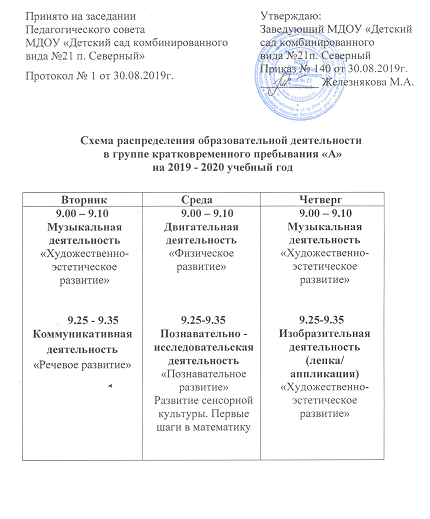 Принято на заседании
Педагогического совета
МДОУ «Детский сад комбинированного
вида №21 п. Северный»
Протокол № 1 от 30.08.2019г.
Утверждаю:
Заведующий МДОУ «Детский
сад комбинированного
вида №21п. Северный
Приказ № 140 от 30.08.2019г.
Железнякова М.А.
Схема распределения образовательной деятельности
в группе кратковременного пребывания «А»
на 2019 - 2020 учебный год
Вторник
Среда
Четверг
9.00 – 9.10
Музыкальная
деятельность
«Художественно-
эстетическое
развитие»
9.25 - 9.35
Коммуникативная
деятельность
«Речевое развитие»
9.00 – 9.10
Двигательная
деятельность
«Физическое
развитие»
9.25-9.35
Познавательно -
исследовательская
деятельность
«Познавательное
развитие»
Развитие сенсорной
культуры. Первые
шаги в математику
9.00 – 9.10
Музыкальная
деятельность
«Художественно-
эстетическое
развитие»
9.25-9.35
Изобразительная
деятельность
(лепка/
аппликация)
«Художественно-
эстетическое
развитие»